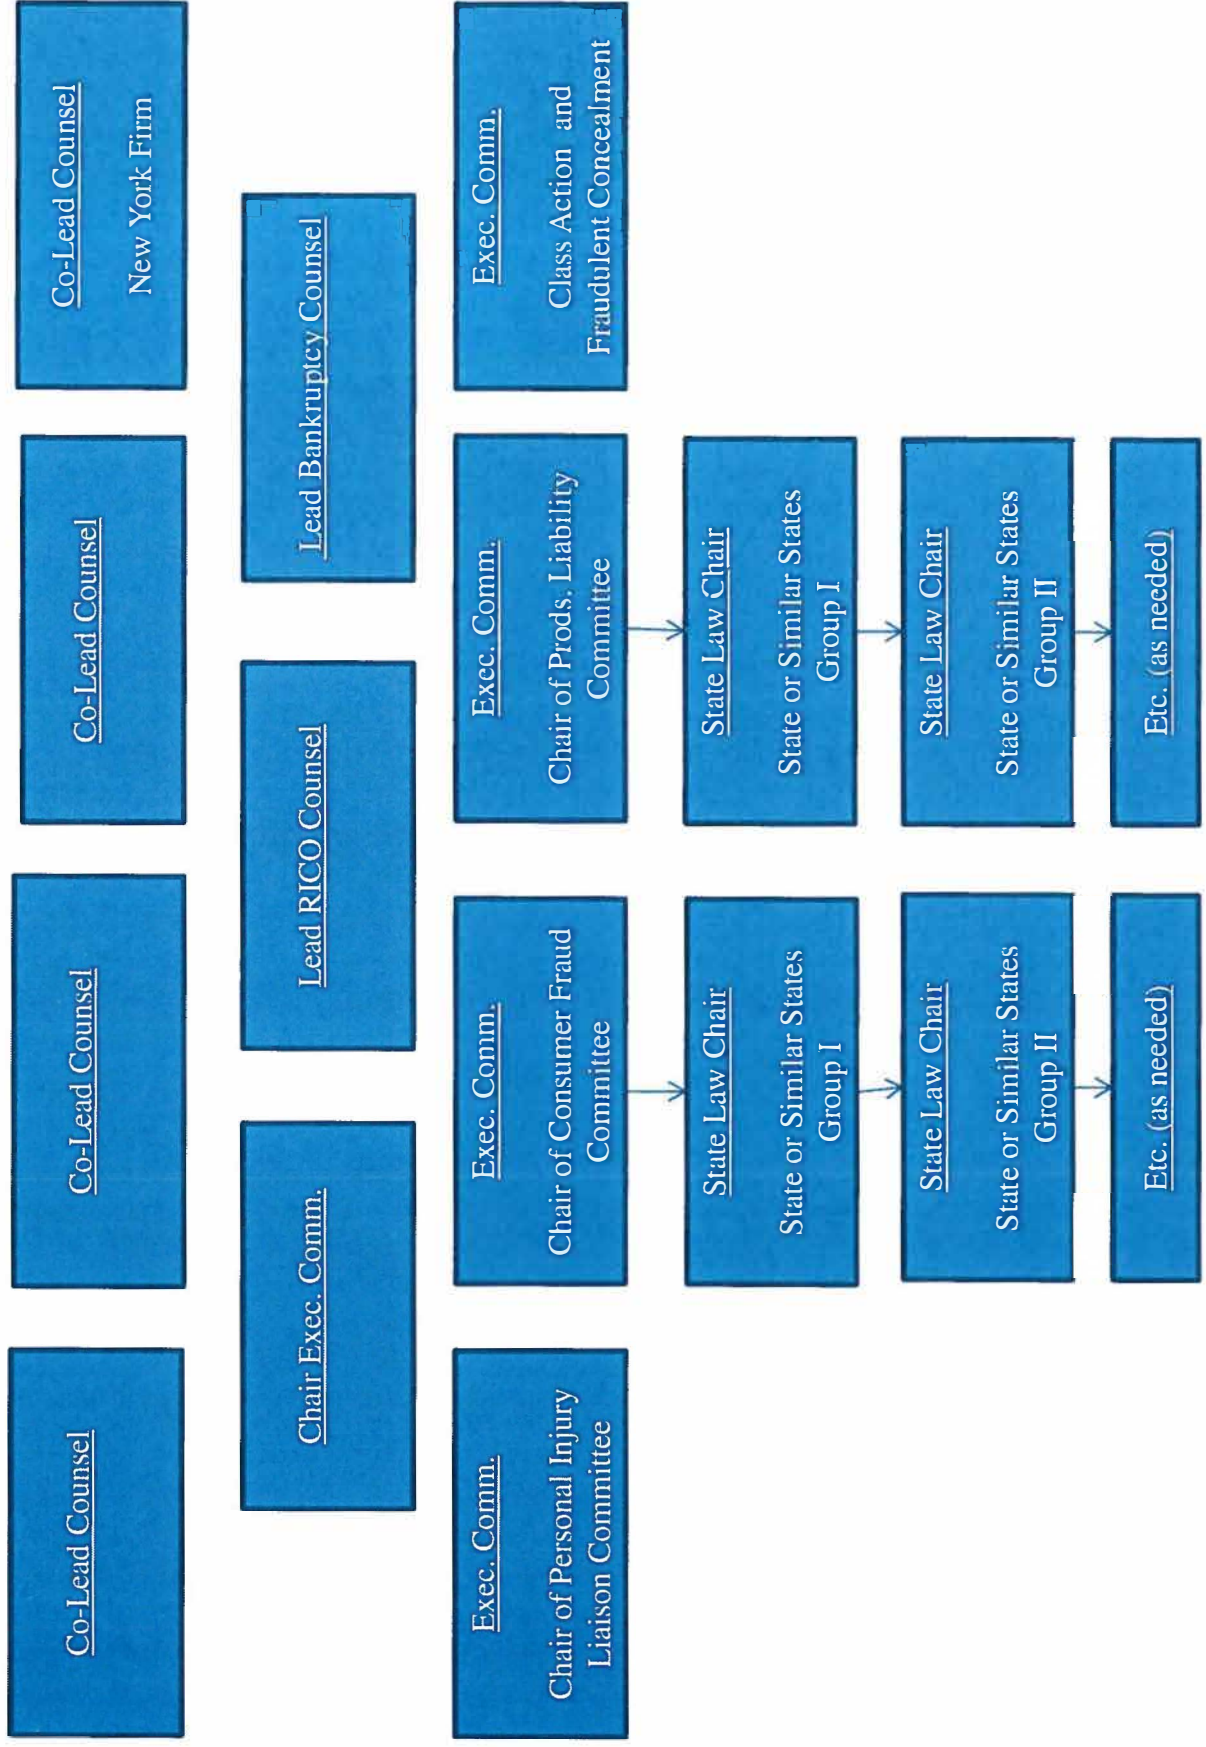 Co-Lead Counsel
Co-Lead Counsel
Co-Lead Counsel
Co-Lead Counsel
New York Firm
Chair Exec. Comm.
Lead RICO Counsel
Lead Bankruptcy Counsel
Exec. Comm.
Chair of Personal Injury
Liaison Committee
Exec. Comm.
Chair of Consumer Fraud
Committee
Exec. Comm.
Chair of Prods. Liability
Committee
Exec. Comm.
Class Action and
Fraudulent Concealment
State Law Chair
State or Similar States
Group I
State Law Chair
State or Similar States
Group I
State Law Chair
State or Similar States
Group II
State Law Chair
State or Similar States
Group II
Etc. (as needed)
Etc. (as needed)